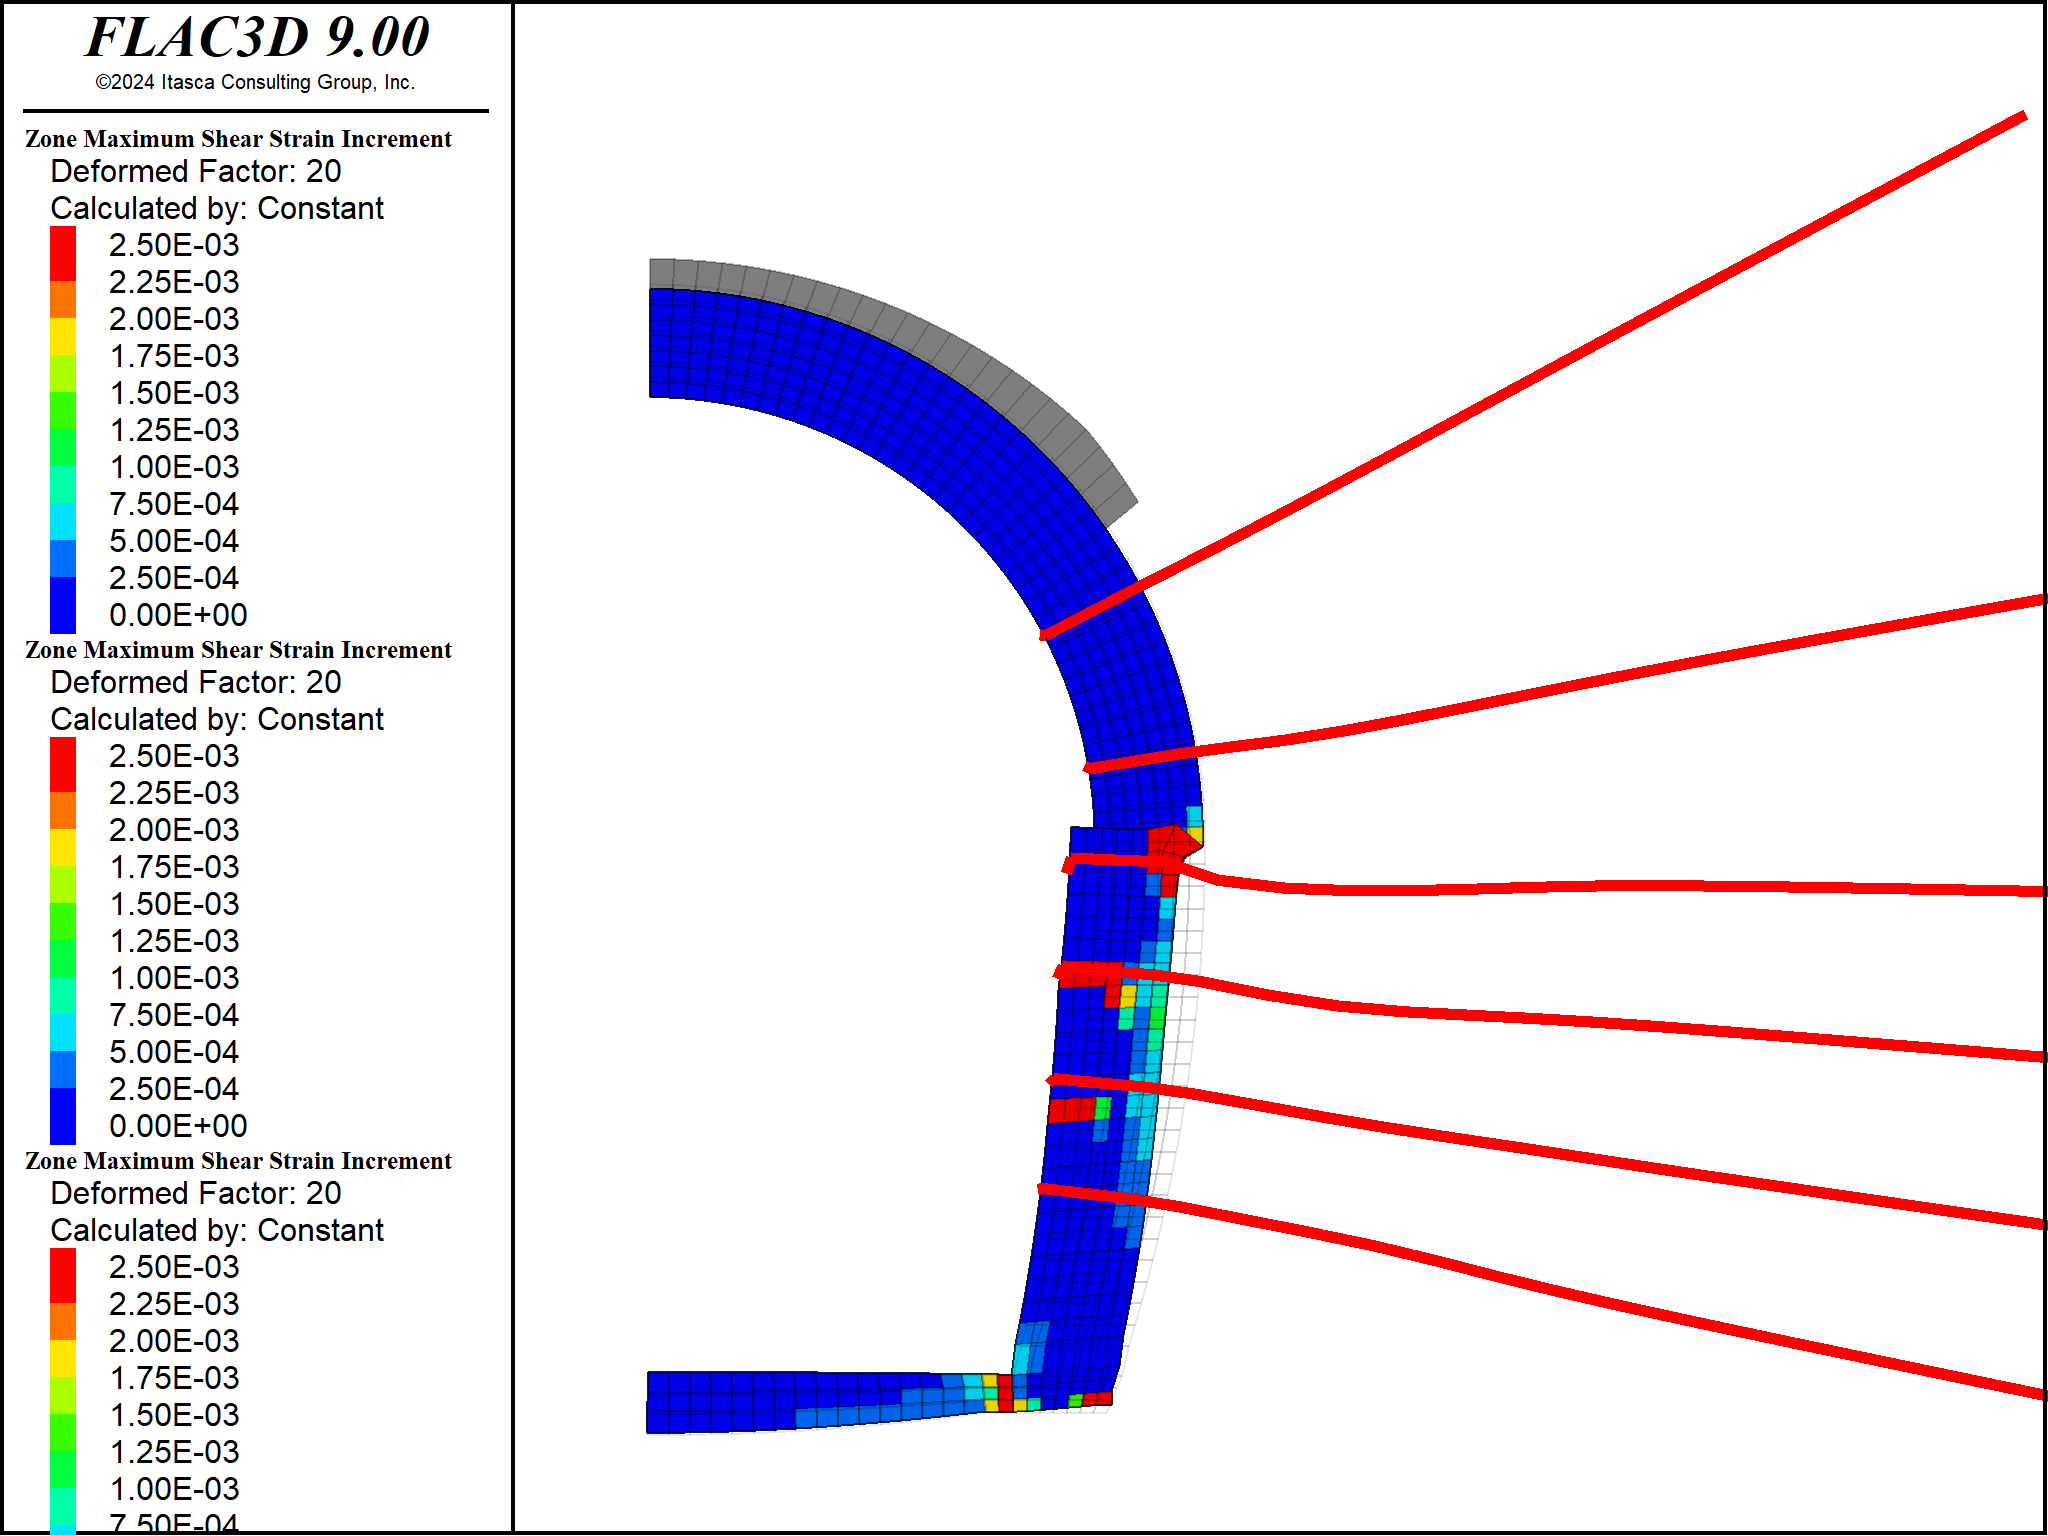 FLAC3D 9.00
©2024 Itasca Consulting Group, Inc.
Zone Maximum Shear Strain Increment
Deformed Factor: 20
Calculated by: Constant
2.50E-03
2.25E-03
2.00E-03
1.75E-03
1.50E-03
1.25E-03
1.00E-03
7.50E-04
5.00E-04
2.50E-04
0.00E+00
Zone Maximum Shear Strain Increment
Deformed Factor: 20
Calculated by: Constant
2.50E-03
2.25E-03
2.00E-03
1.75E-03
1.50E-03
1.25E-03
1.00E-03
7.50E-04
5.00E-04
2.50E-04
0.00E+00
Zone Maximum Shear Strain Increment
Deformed Factor: 20
Calculated by: Constant
2.50E-03
2.25E-03
2.00E-03
1.75E-03
1.50E-03
1.25E-03
1.00E-03
7.50E-04